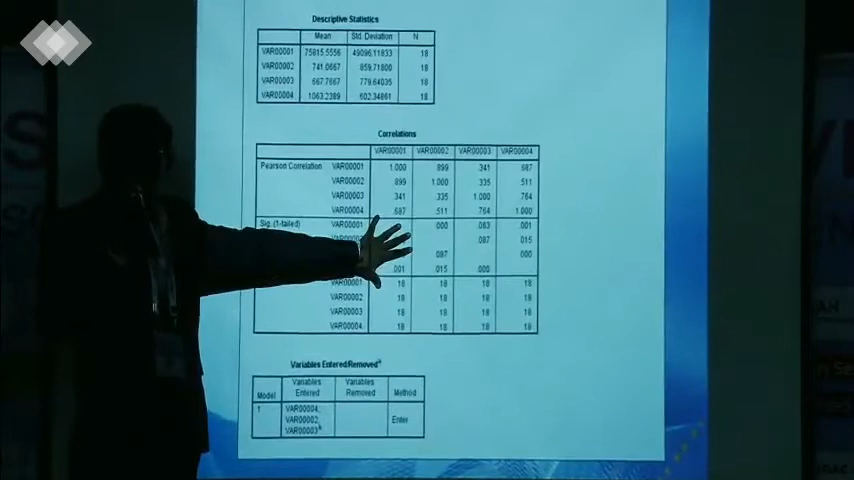 Descriptive Statistics
Mean Std. Deviation N
VAR00001 75815.5556 49096.11833 18
VAR00002 741.0667 859.71800 18
VAR00003 667.7667 779.64035 18
VAR00004 1063.2389 602.34861 18
Correlations
VAR00001 VAR00002 VAR00003 VAR00004
Pearson Correlation VAR00001 1.000 .899 .341 .687
VAR00002 .899 1.000 .335 .511
VAR00003 .341 .335 1.000 .764
VAR00004 .687 .511 .764 1.000
Sig. (1-tailed) VAR00001 .000 .083 .001
.087 .015
.087 .000
.001 .015 .000
VAR00001 18 18 18 18
VAR00002 18 18 18 18
VAR00003 18 18 18 18
VAR00004 18 18 18 18
Variables Entered/Removed
Model Variables Entered Variables Removed Method
1 VAR00004,
VAR00002, Enter
VAR00003